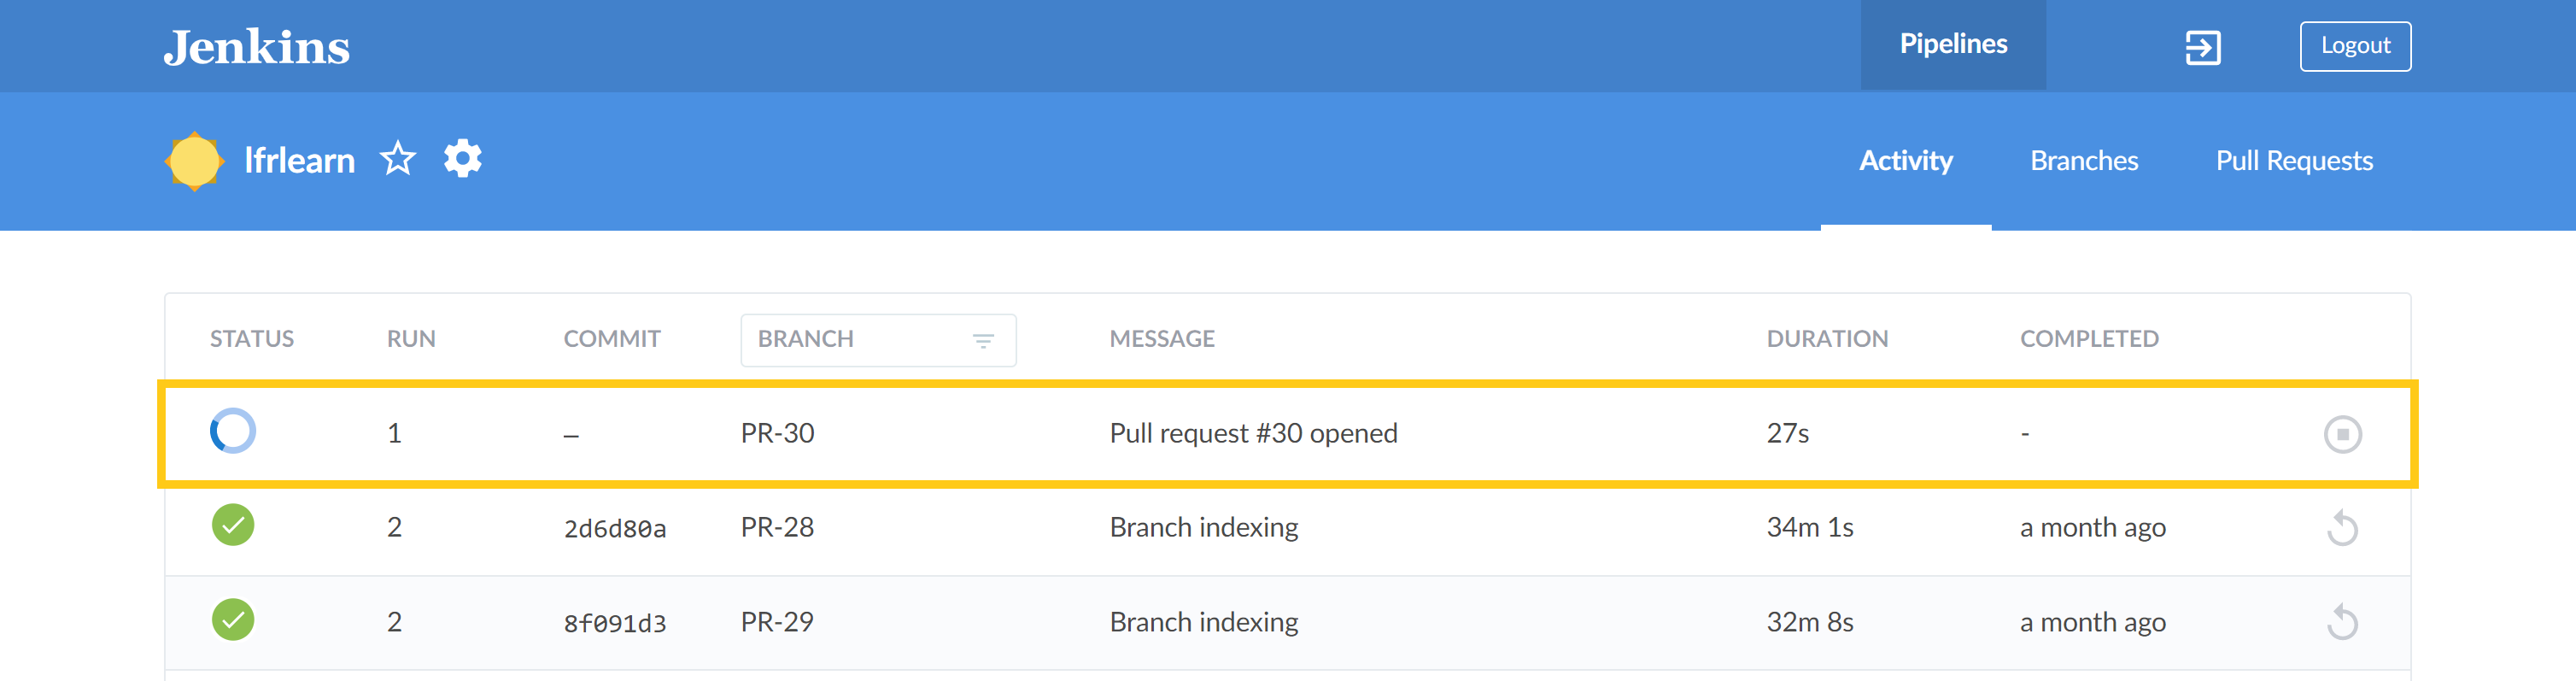 Jenkins Pipelines Logout
lfrlearn Activity Branches Pull Requests
STATUS RUN COMMIT BRANCH MESSAGE DURATION COMPLETED
1 – PR-30 Pull request #30 opened 27s -
2 2d6d80a PR-28 Branch indexing 34m 1s a month ago
2 8f091d3 PR-29 Branch indexing 32m 8s a month ago